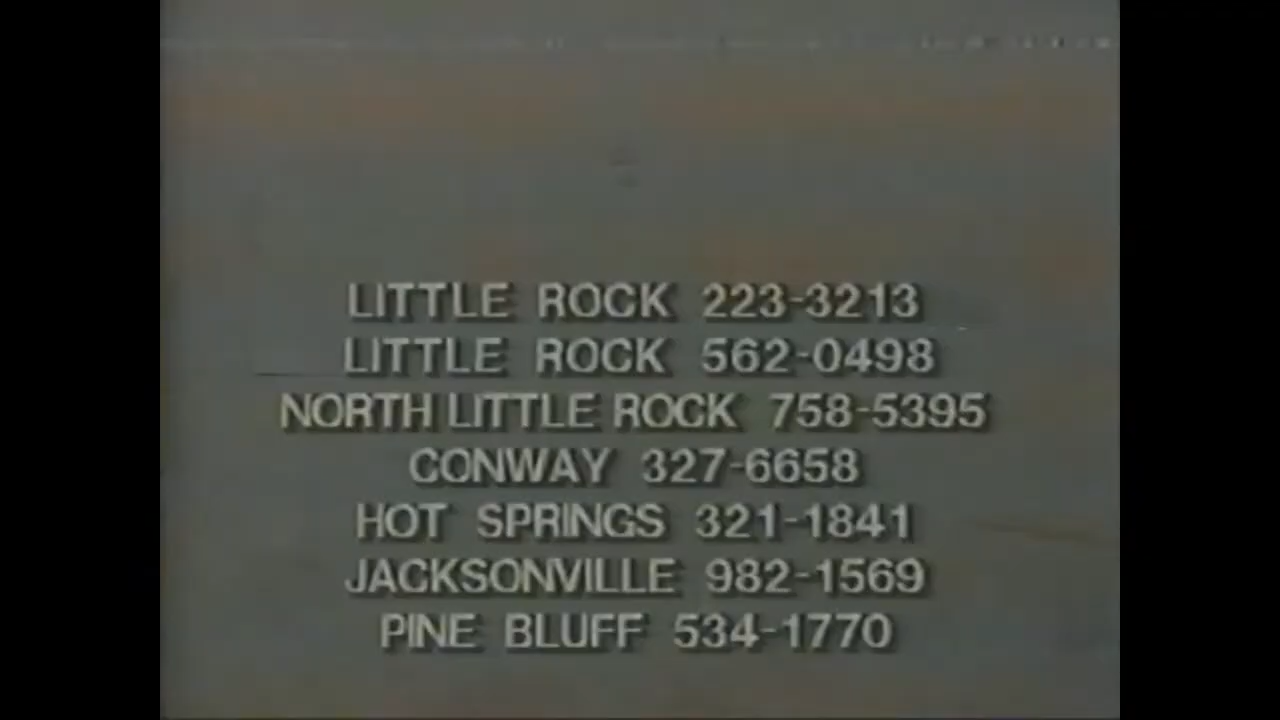 LITTLE ROCK 223-3213
LITTLE ROCK 562-0498
NORTH LITTLE ROCK 758-5395
CONWAY 327-6658
HOT SPRINGS 321-1841
JACKSONVILLE 982-1569
PINE BLUFF 534-1770